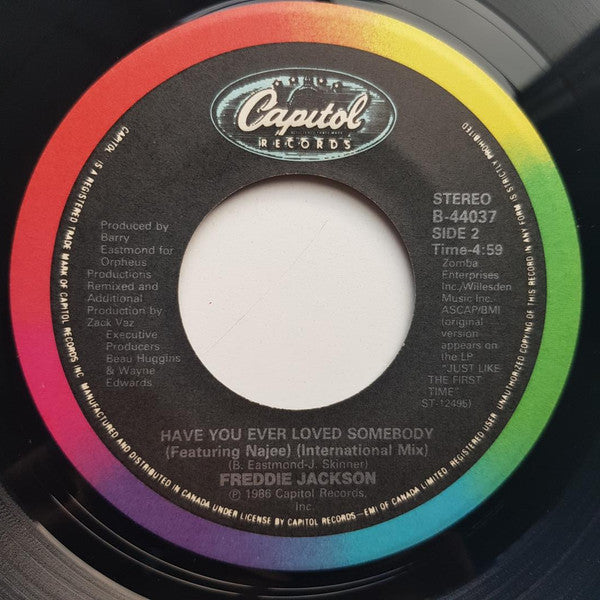 Capitol
RECORDS
STEREO
B-44037
SIDE 2
Time-4:59
Zomba
Enterprises
Inc./Willesden
Music Inc.
ASCAP/BMI
(original
version
appears on
the LP
"JUST LIKE
THE FIRST
TIME"
ST-12495)
Produced by
Barry
Eastmond for
Orpheus
Productions
Remixed and
Additional
Production by
Zack Vaz
Executive
Producers
Beau Huggins
& Wayne
Edwards
HAVE YOU EVER LOVED SOMEBODY
(Featuring Najee) (International Mix)
(B. Eastmond-J. Skinner)
FREDDIE JACKSON
℗ 1986 Capitol Records,
Inc.
CAPITOL IS A REGISTERED TRADE MARK OF CAPITOL RECORDS INC. MANUFACTURED AND DISTRIBUTED IN CANADA UNDER LICENSE BY CAPITOL RECORDS—EMI OF CANADA LIMITED. RESERVED. UNAUTHORIZED COPYING OF THIS RECORD IN ANY FORM IS STRICTLY PROHIBITED